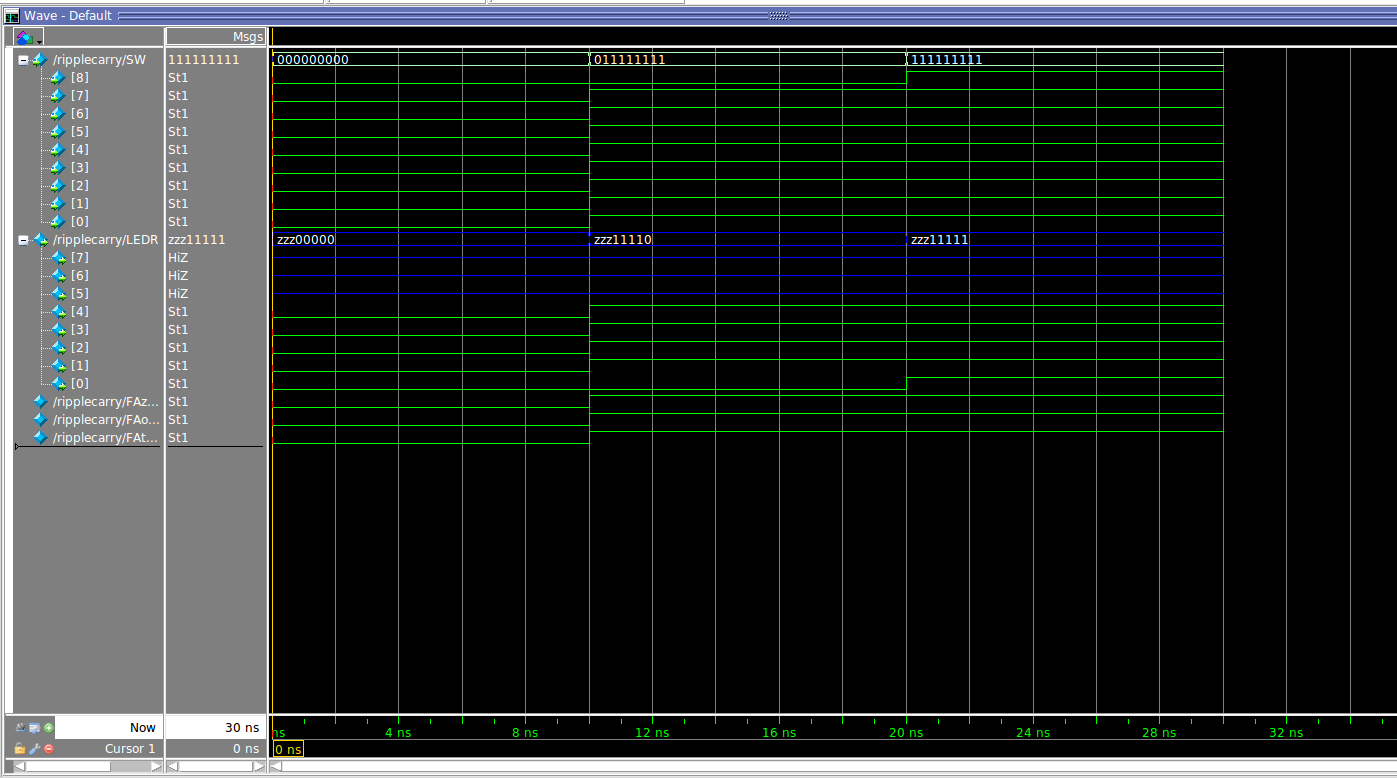 Wave - Default
Msgs
/ripplecarry/SW 111111111 000000000 011111111 111111111
[8] St1
[7] St1
[6] St1
[5] St1
[4] St1
[3] St1
[2] St1
[1] St1
[0] St1
/ripplecarry/LEDR zzz11111 zzz00000 zzz11110 zzz11111
[7] HiZ
[6] HiZ
[5] HiZ
[4] St1
[3] St1
[2] St1
[1] St1
[0] St1
/ripplecarry/FAz... St1
/ripplecarry/FAo... St1
/ripplecarry/FAt... St1
Now 30 ns ns 4 ns 8 ns 12 ns 16 ns 20 ns 24 ns 28 ns 32 ns
Cursor 1 0 ns 0 ns